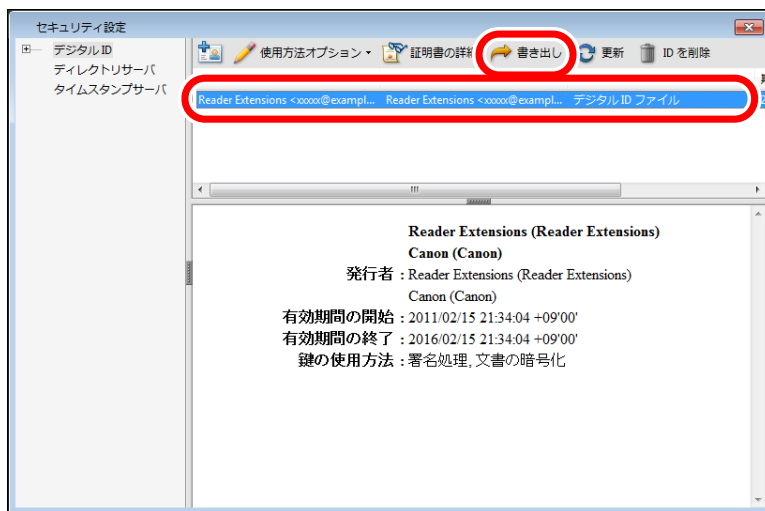 セキュリティ設定
デジタル ID
ディレクトリサーバ
タイムスタンプサーバ
使用方法オプション
証明書の詳細
書き出し
更新
ID を削除
Reader Extensions <xxxxx@exampl... Reader Extensions <xxxxx@exampl... デジタル ID ファイル
Reader Extensions (Reader Extensions)
Canon (Canon)
発行者 : Reader Extensions (Reader Extensions)
Canon (Canon)
有効期間の開始 : 2011/02/15 21:34:04 +09'00'
有効期間の終了 : 2016/02/15 21:34:04 +09'00'
鍵の使用方法 : 署名処理, 文書の暗号化